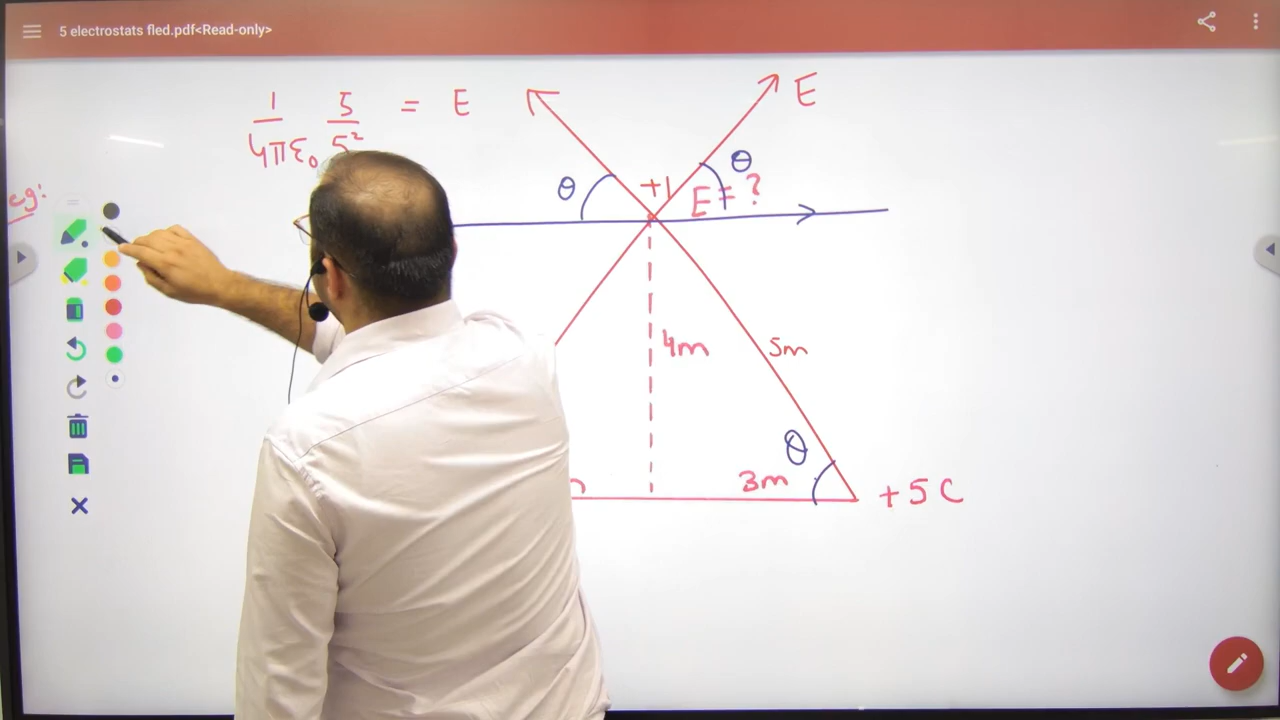 5 electrostats fled.pdf<Read-only>
1 5 = E
4πε₀ 5²
E
eg:
θ
θ
+1
E = ?
4m
5m
θ
3m
+5C